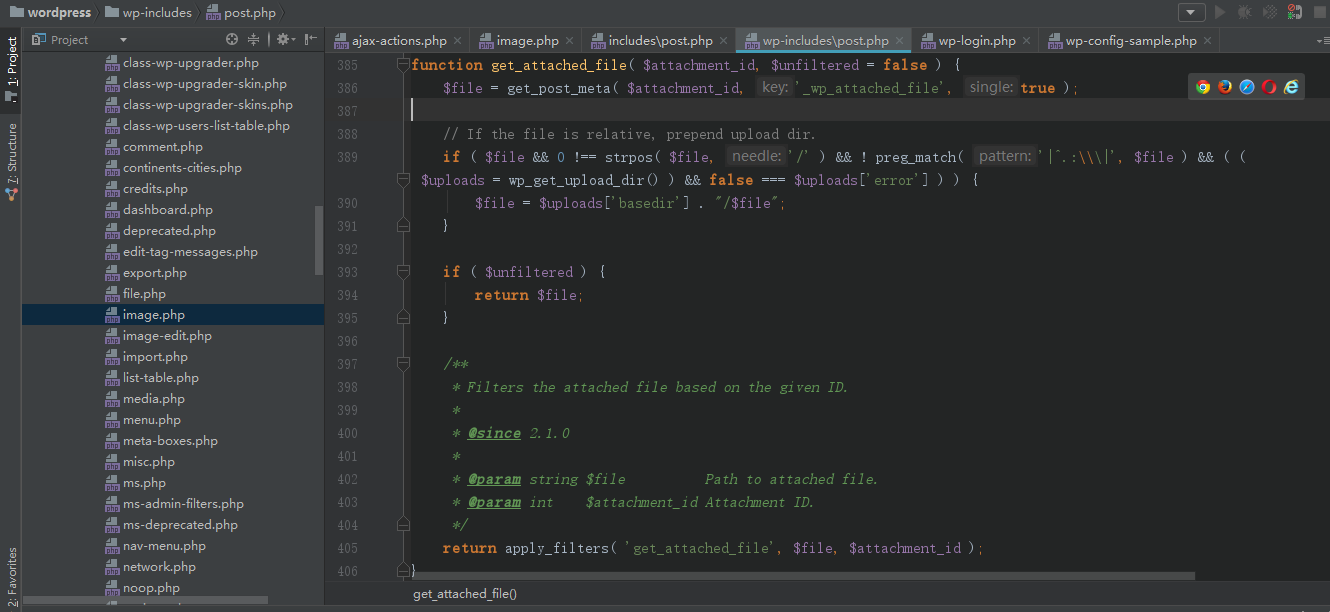 wordpress wp-includes post.php
Project
ajax-actions.php × image.php × includes\post.php × wp-includes\post.php × wp-login.php × wp-config-sample.php ×
1: Project
7: Structure
2: Favorites
class-wp-upgrader.php
class-wp-upgrader-skin.php
class-wp-upgrader-skins.php
class-wp-users-list-table.php
comment.php
continents-cities.php
credits.php
dashboard.php
deprecated.php
edit-tag-messages.php
export.php
file.php
image.php
image-edit.php
import.php
list-table.php
media.php
menu.php
meta-boxes.php
misc.php
ms.php
ms-admin-filters.php
ms-deprecated.php
nav-menu.php
network.php
noop.php
385 function get_attached_file( $attachment_id, $unfiltered = false ) {
386 $file = get_post_meta( $attachment_id, key: '_wp_attached_file', single: true );
387
388 // If the file is relative, prepend upload dir.
389 if ( $file && 0 !== strpos( $file, needle: '/' ) && ! preg_match( pattern: '|^.:\\\|', $file ) && ( (
$uploads = wp_get_upload_dir() ) && false === $uploads['error'] ) ) {
390 $file = $uploads['basedir'] . "/$file";
391 }
392
393 if ( $unfiltered ) {
394 return $file;
395 }
396
397 /**
398 * Filters the attached file based on the given ID.
399 *
400 * @since 2.1.0
401 *
402 * @param string $file Path to attached file.
403 * @param int $attachment_id Attachment ID.
404 */
405 return apply_filters( 'get_attached_file', $file, $attachment_id );
406 }
get_attached_file()